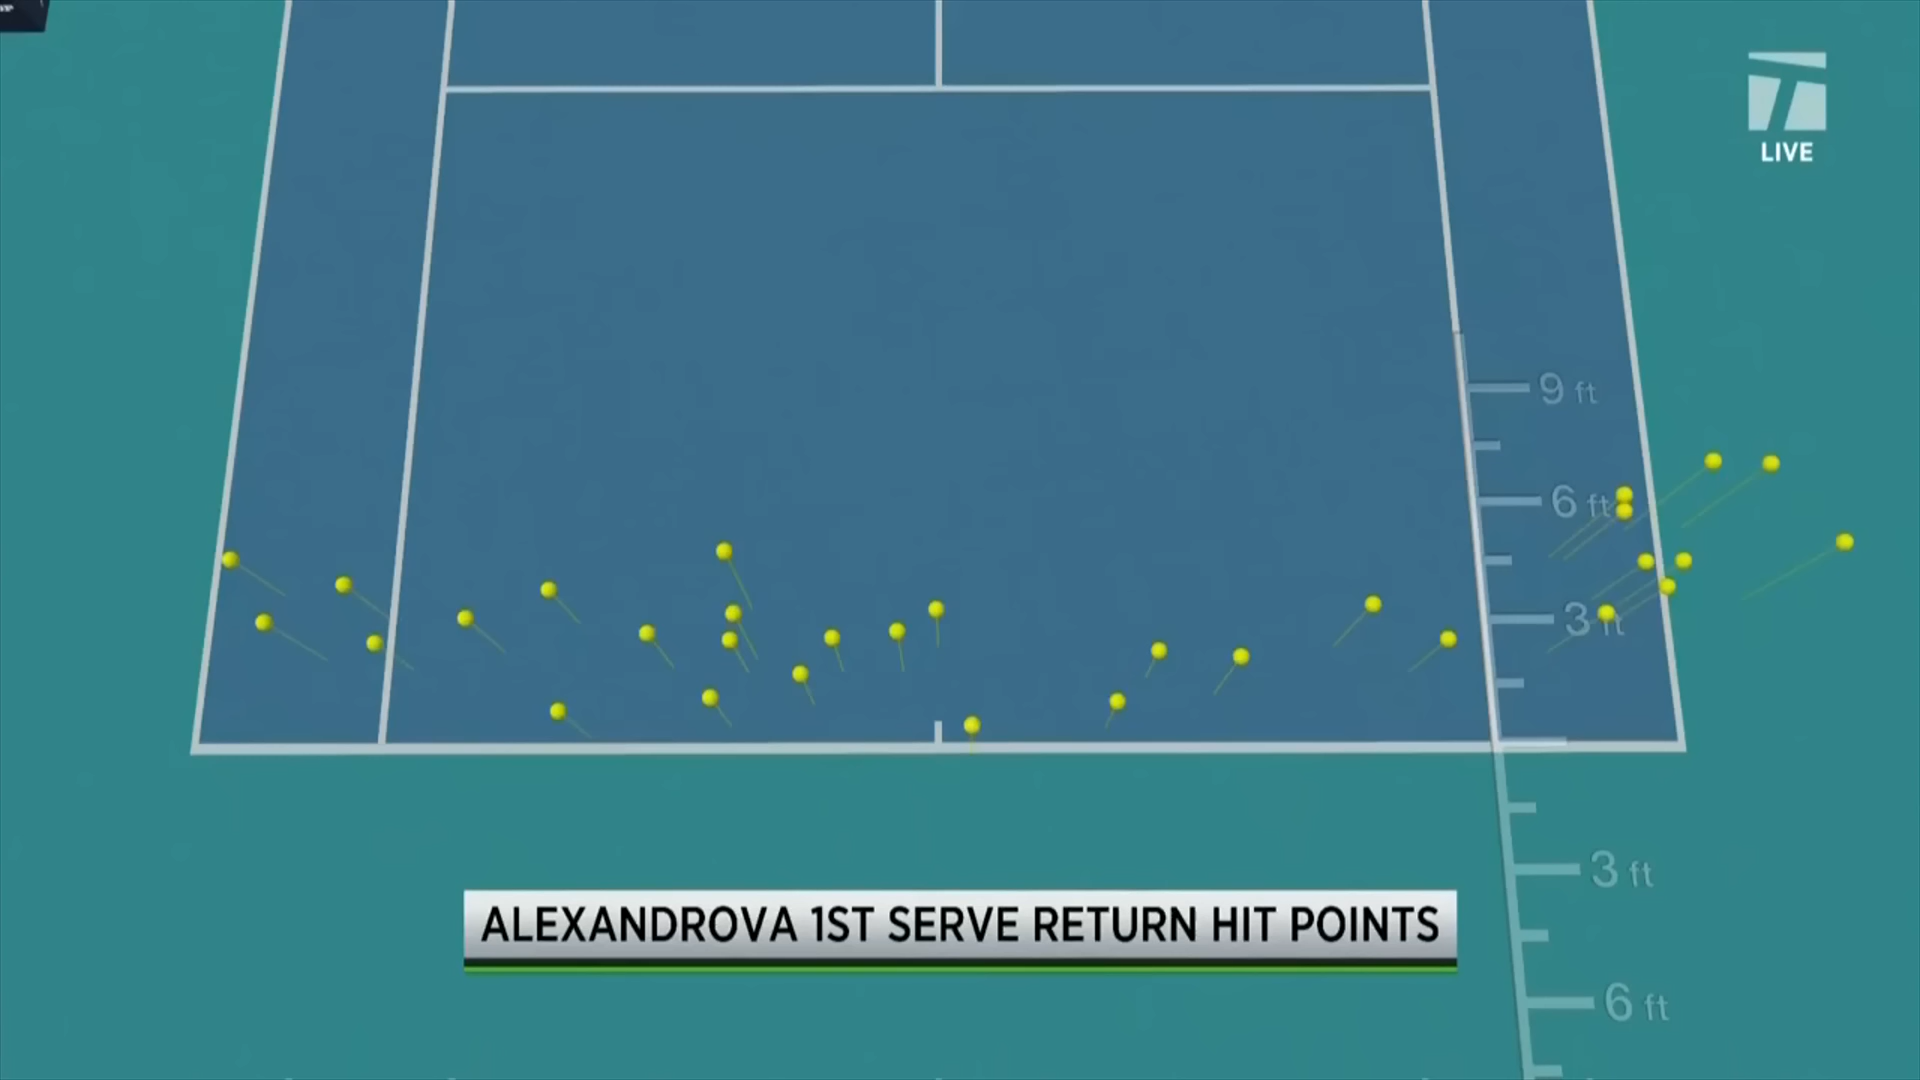 LIVE
9 ft
6 ft
3 ft
3 ft
ALEXANDROVA 1ST SERVE RETURN HIT POINTS
6 ft